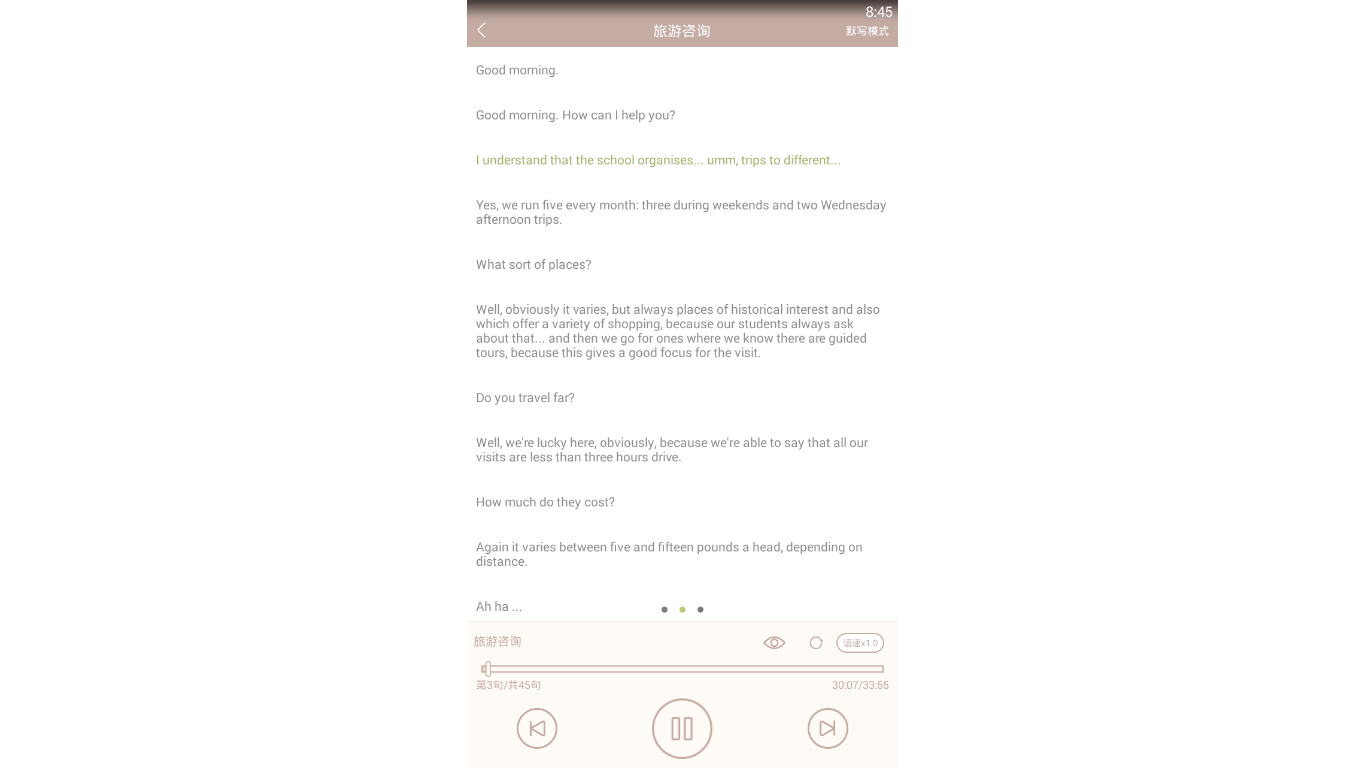 8:45
旅游咨询
默写模式
Good morning.
Good morning. How can I help you?
I understand that the school organises... umm, trips to different...
Yes, we run five every month: three during weekends and two Wednesday
afternoon trips.
What sort of places?
Well, obviously it varies, but always places of historical interest and also
which offer a variety of shopping, because our students always ask
about that... and then we go for ones where we know there are guided
tours, because this gives a good focus for the visit.
Do you travel far?
Well, we're lucky here, obviously, because we're able to say that all our
visits are less than three hours drive.
How much do they cost?
Again it varies between five and fifteen pounds a head, depending on
distance.
Ah ha ...
旅游咨询
语速x1.0
第3句/共45句
30:07/33:55